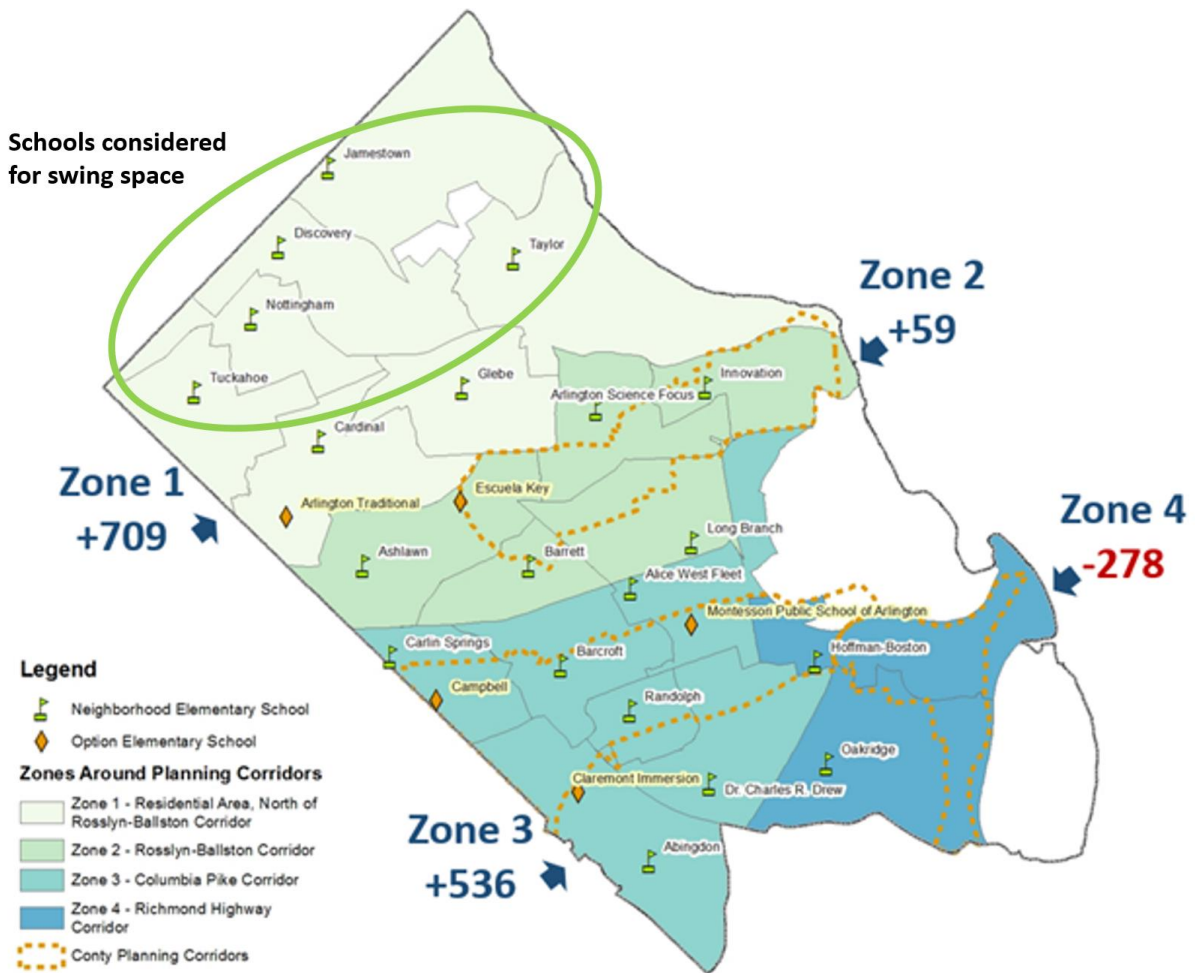 Schools considered
for swing space
Jamestown
Discovery
Taylor
Nottingham
Tuckahoe
Zone 2
+59
Glebe
Innovation
Arlington Science Focus
Cardinal
Zone 1
+709
Arlington Traditional
Escuela Key
Zone 4
-278
Long Branch
Ashlawn
Barrett
Alice West Fleet
Montessori Public School of Arlington
Carlin Springs
Barcroft
Hoffman-Boston
Campbell
Randolph
Oakridge
Claremont Immersion
Dr. Charles R. Drew
Zone 3
+536
Abingdon
Legend
Neighborhood Elementary School
Option Elementary School
Zones Around Planning Corridors
Zone 1 - Residential Area, North of
Rosslyn-Ballston Corridor
Zone 2 - Rosslyn-Ballston Corridor
Zone 3 - Columbia Pike Corridor
Zone 4 - Richmond Highway
Corridor
Conty Planning Corridors